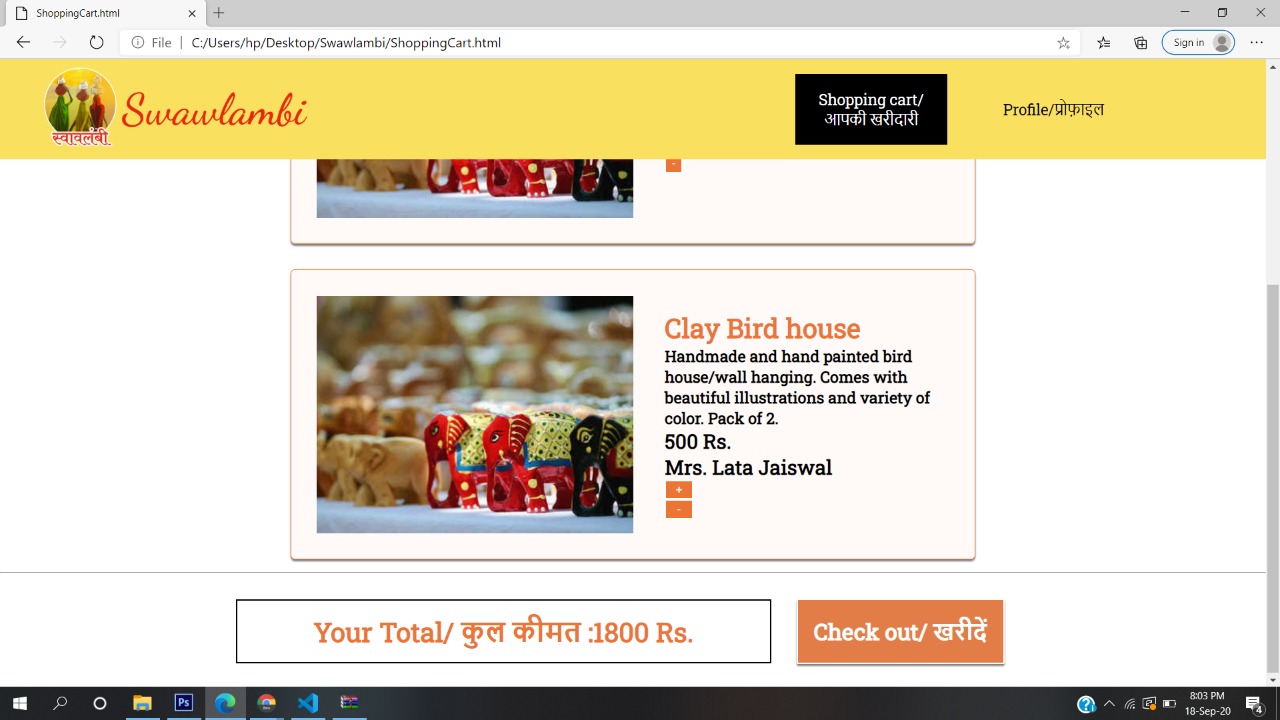 ShoppingCart.html
File | C:/Users/hp/Desktop/Swawlambi/ShoppingCart.html
Sign in
स्वावलंबी
Swawlambi
Shopping cart/
आपकी खरीदारी
Profile/प्रोफ़ाइल
-
Clay Bird house
Handmade and hand painted bird
house/wall hanging. Comes with
beautiful illustrations and variety of
color. Pack of 2.
500 Rs.
Mrs. Lata Jaiswal
+
-
Your Total/ कुल कीमत :1800 Rs.
Check out/ खरीदें
Ps
8:03 PM
18-Sep-20
4